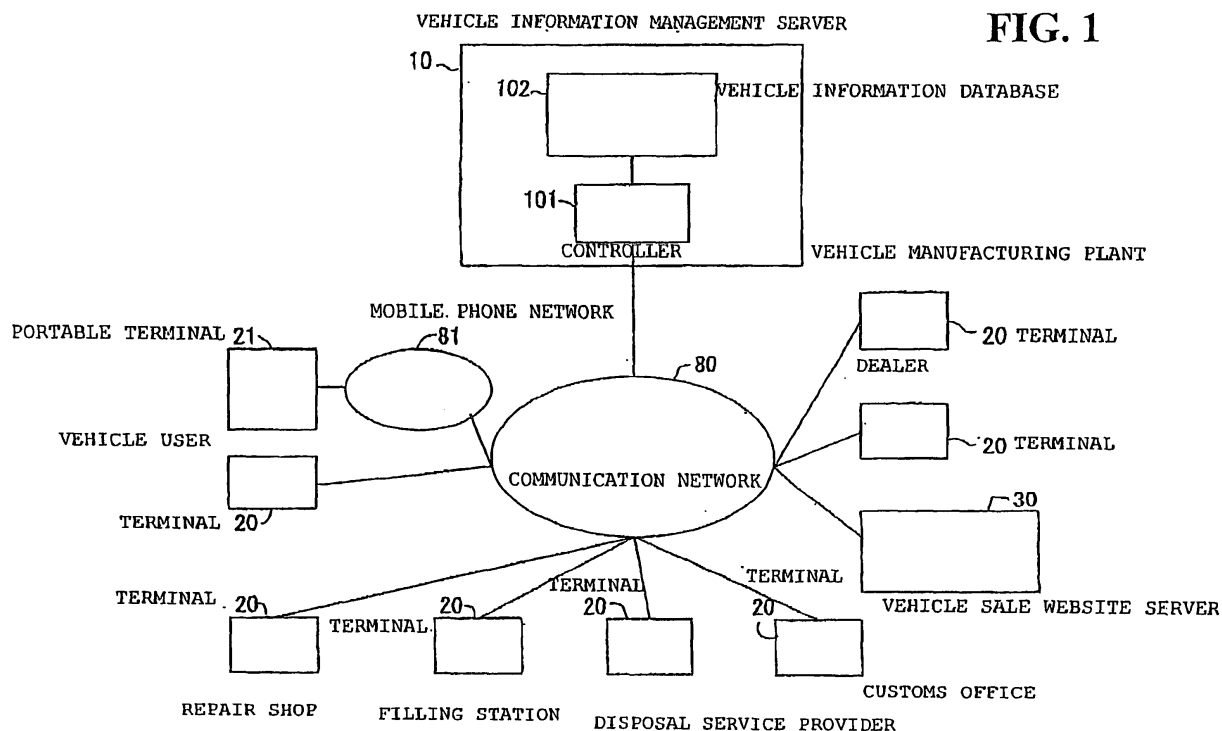 FIG. 1
VEHICLE INFORMATION MANAGEMENT SERVER
10
102
VEHICLE INFORMATION DATABASE
101
CONTROLLER
VEHICLE MANUFACTURING PLANT
MOBILE. PHONE NETWORK
PORTABLE TERMINAL 21
81
80
20 TERMINAL
DEALER
VEHICLE USER
20 TERMINAL
COMMUNICATION NETWORK
TERMINAL 20
30
TERMINAL
TERMINAL
VEHICLE SALE WEBSITE SERVER
TERMINAL
20
20
20
20
TERMINAL
CUSTOMS OFFICE
REPAIR SHOP
FILLING STATION
DISPOSAL SERVICE PROVIDER